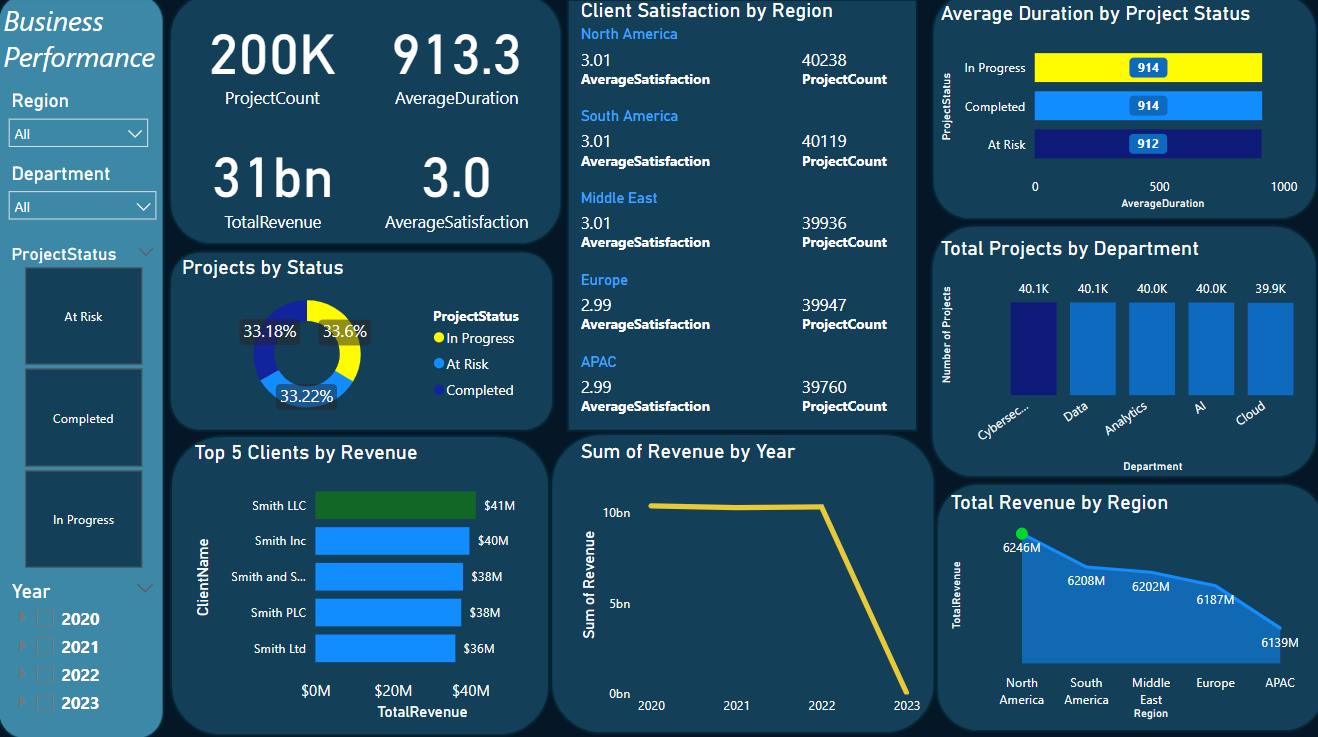 Business
Performance
Region
All
Department
All
ProjectStatus
At Risk
Completed
In Progress
Year
2020
2021
2022
2023
200K
ProjectCount
913.3
AverageDuration
31bn
TotalRevenue
3.0
AverageSatisfaction
Projects by Status
33.18%
33.6%
33.22%
ProjectStatus
In Progress
At Risk
Completed
Top 5 Clients by Revenue
ClientName
Smith LLC
$41M
Smith Inc
$40M
Smith and S...
$38M
Smith PLC
$38M
Smith Ltd
$36M
$0M $20M $40M
TotalRevenue
Client Satisfaction by Region
North America
3.01 40238
AverageSatisfaction ProjectCount
South America
3.01 40119
AverageSatisfaction ProjectCount
Middle East
3.01 39936
AverageSatisfaction ProjectCount
Europe
2.99 39947
AverageSatisfaction ProjectCount
APAC
2.99 39760
AverageSatisfaction ProjectCount
Sum of Revenue by Year
Sum of Revenue
10bn
5bn
0bn
2020 2021 2022 2023
Average Duration by Project Status
ProjectStatus
In Progress 914
Completed 914
At Risk 912
0 500 1000
AverageDuration
Total Projects by Department
Number of Projects
40.1K 40.1K 40.0K 40.0K 39.9K
Cybersec... Data Analytics AI Cloud
Department
Total Revenue by Region
TotalRevenue
6246M
6208M
6202M
6187M
6139M
North
America
South
America
Middle
East
Europe
APAC
Region